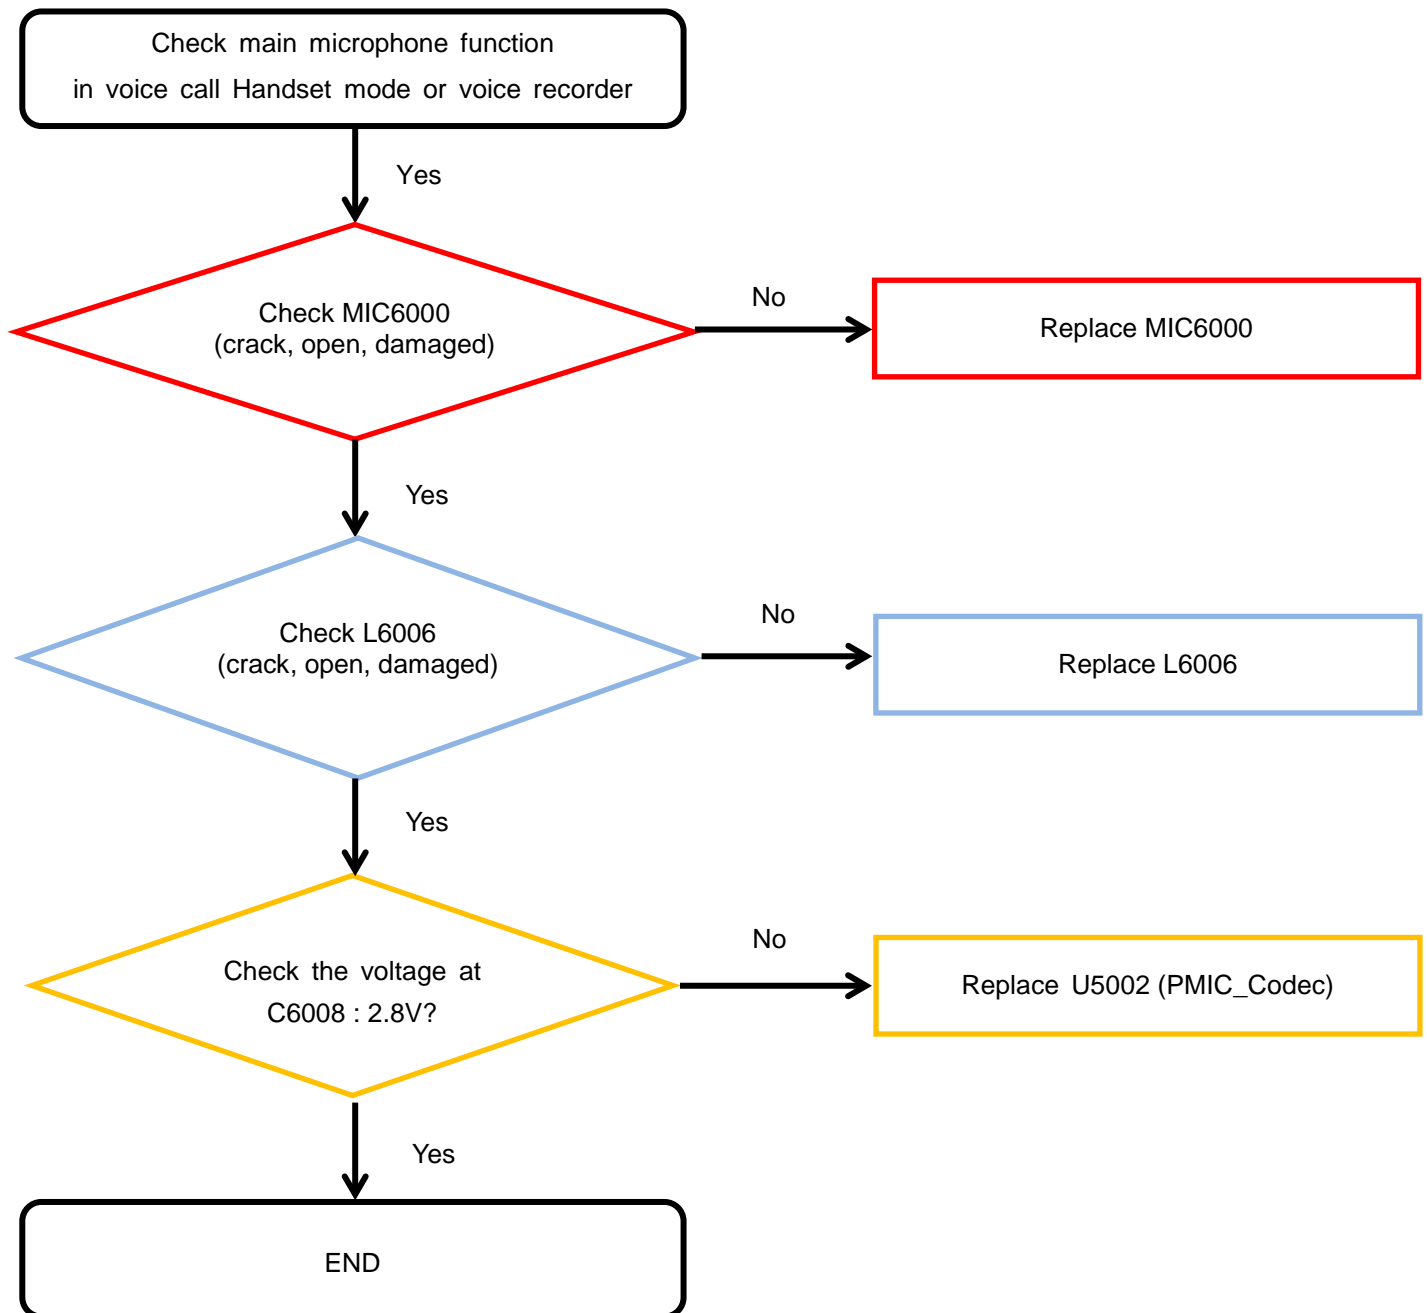 Check main microphone function
in voice call Handset mode or voice recorder
Yes
Check MIC6000
(crack, open, damaged)
No
Replace MIC6000
Yes
Check L6006
(crack, open, damaged)
No
Replace L6006
Yes
Check the voltage at
C6008 : 2.8V?
No
Replace U5002 (PMIC_Codec)
Yes
END